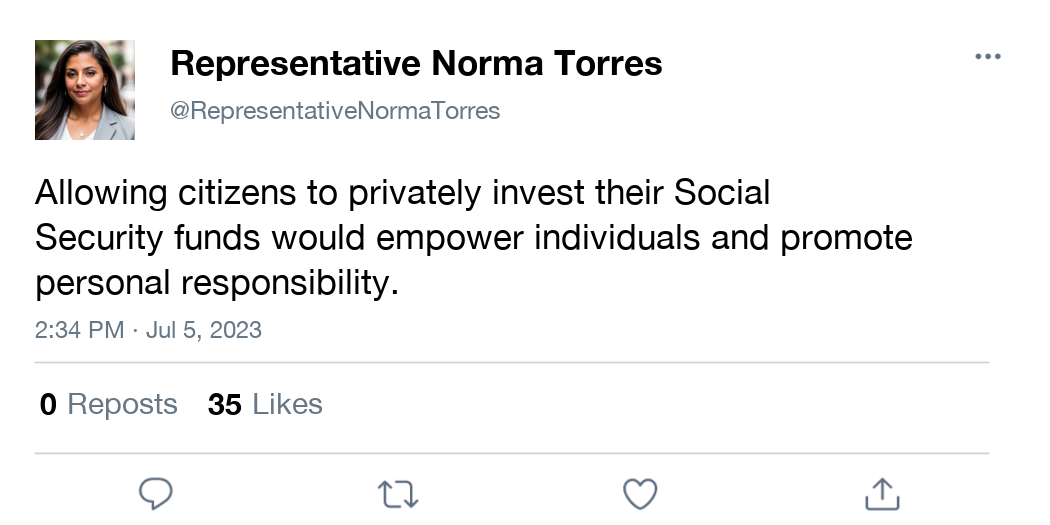 Representative Norma Torres
@RepresentativeNormaTorres
Allowing citizens to privately invest their Social
Security funds would empower individuals and promote
personal responsibility.
2:34 PM · Jul 5, 2023
0 Reposts 35 Likes